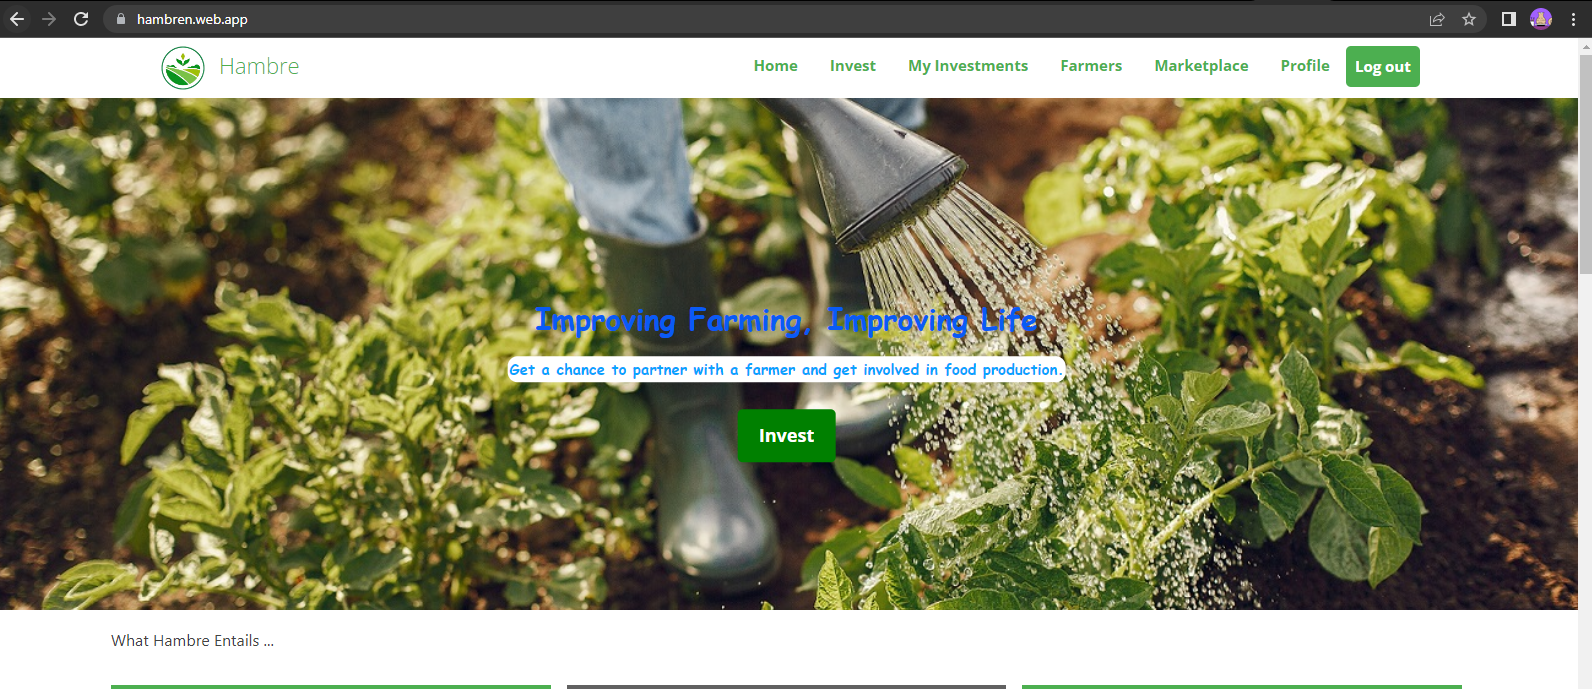 hambren.web.app
Hambre
Home Invest My Investments Farmers Marketplace Profile Log out
Improving Farming, Improving Life
Get a chance to partner with a farmer and get involved in food production.
Invest
What Hambre Entails ...